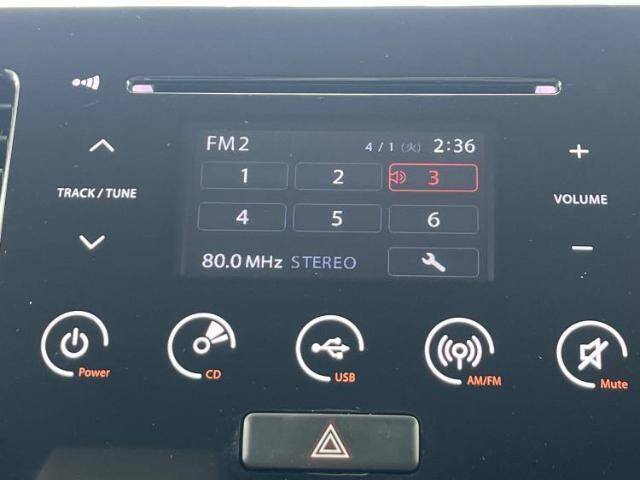 FM2 4/1 (火) 2:36
1 2 3
TRACK / TUNE
VOLUME
4 5 6
80.0 MHz STEREO
Power CD USB AM/FM Mute